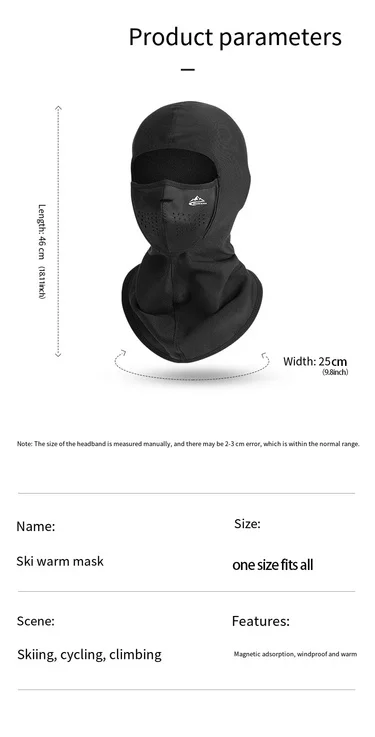 Product parameters
Length: 46 cm (18.11inch)
Width: 25cm
(9.8inch)
Note: The size of the headband is measured manually, and there may be 2-3 cm error, which is within the normal range.
Name:
Size:
Ski warm mask
one size fits all
Scene:
Features:
Skiing, cycling, climbing
Magnetic adsorption, windproof and warm